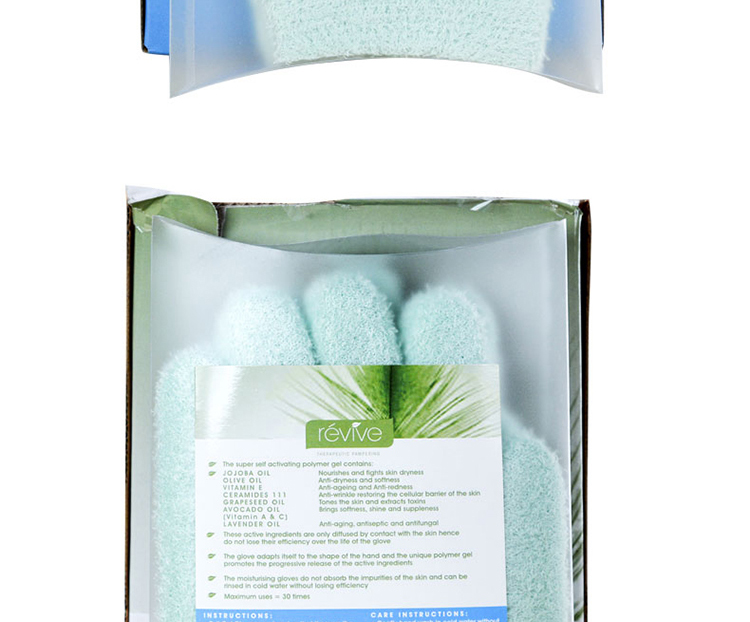 révive
THERAPEUTIC PAMPERING
The super self activating polymer gel contains:
JOJOBA OIL Nourishes and fights skin dryness
OLIVE OIL Anti-dryness and softness
VITAMIN E Anti-ageing and Anti-redness
CERAMIDES 111 Anti-wrinkle restoring the cellular barrier of the skin
GRAPESEED OIL Tones the skin and extracts toxins
AVOCADO OIL Brings softness, shine and suppleness
(Vitamin A & C)
LAVENDER OIL Anti-aging, antiseptic and antifungal
These active ingredients are only diffused by contact with the skin hence
do not lose their efficiency over the life of the glove
The glove adapts itself to the shape of the hand and the unique polymer gel
promotes the progressive release of the active ingredients
The moisturising gloves do not absorb the impurities of the skin and can be
rinsed in cold water without losing efficiency
Maximum uses = 30 times
INSTRUCTIONS: CARE INSTRUCTIONS: